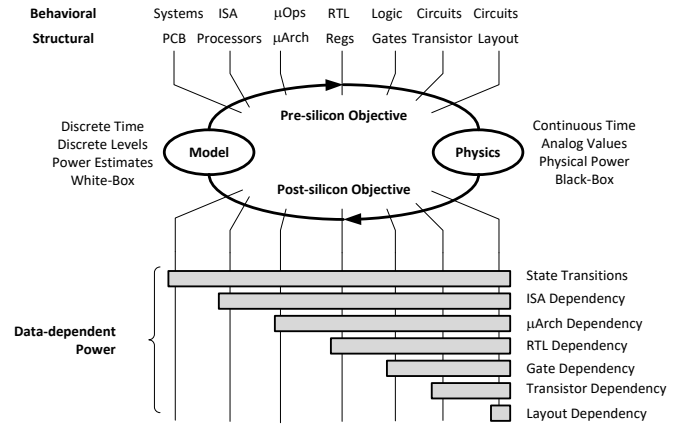 Behavioral Systems ISA μOps RTL Logic Circuits Circuits
Structural PCB Processors μArch Regs Gates Transistor Layout
Pre-silicon Objective
Discrete Time
Discrete Levels
Power Estimates
White-Box
Model
Physics
Continuous Time
Analog Values
Physical Power
Black-Box
Post-silicon Objective
Data-dependent
Power
State Transitions
ISA Dependency
μArch Dependency
RTL Dependency
Gate Dependency
Transistor Dependency
Layout Dependency